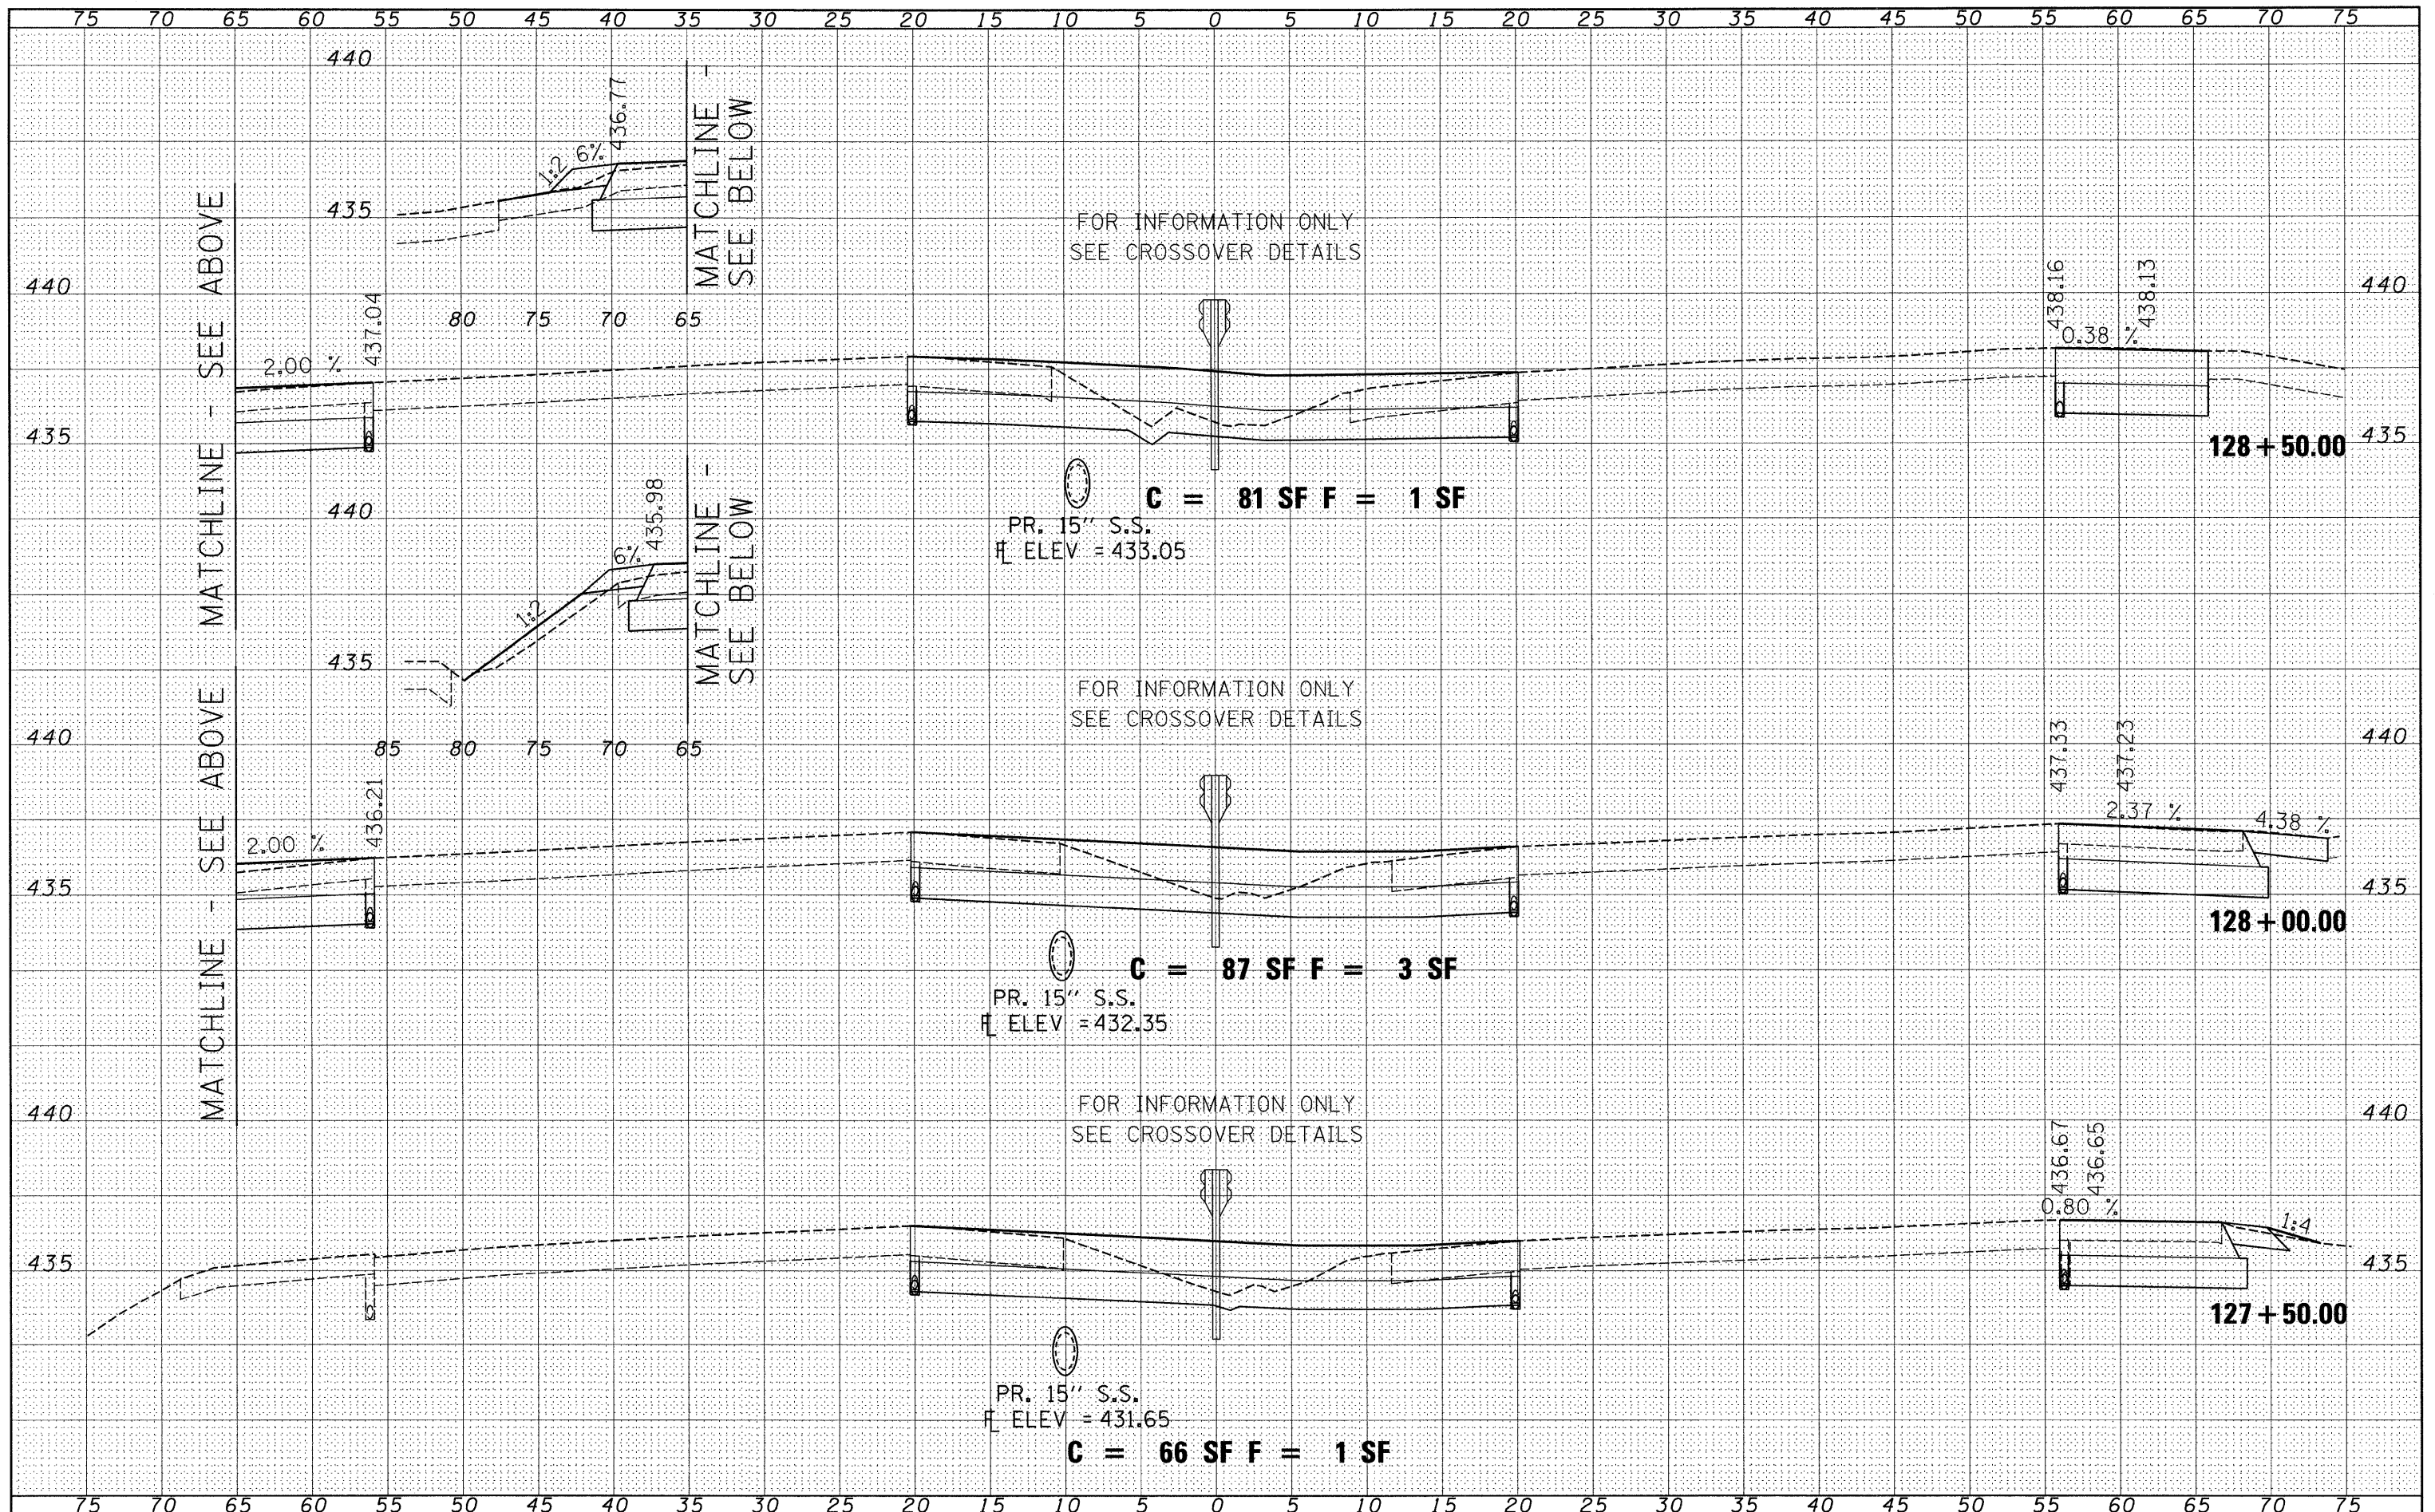 75 70 65 60 55 50 45 40 35 30 25 20 15 10 5 0 5 10 15 20 25 30 35 40 45 50 55 60 65 70 75
440
436.77
6%
1:2
435
MATCHLINE -
SEE BELOW
MATCHLINE - SEE ABOVE
FOR INFORMATION ONLY
SEE CROSSOVER DETAILS
440
440
80 75 70 65
437.04
2.00 %
438.16
438.13
0.38 %
435
435
128 + 50.00
C = 81 SF F = 1 SF
PR. 15'' S.S.
FL ELEV = 433.05
440
435.98
6%
1:2
435
MATCHLINE -
SEE BELOW
MATCHLINE - SEE ABOVE
FOR INFORMATION ONLY
SEE CROSSOVER DETAILS
440
440
85 80 75 70 65
436.21
2.00 %
437.33
437.23
2.37 %
4.38 %
435
435
128 + 00.00
C = 87 SF F = 3 SF
PR. 15'' S.S.
FL ELEV = 432.35
FOR INFORMATION ONLY
SEE CROSSOVER DETAILS
440
440
436.67
436.65
0.80 %
1:4
435
435
127 + 50.00
PR. 15'' S.S.
FL ELEV = 431.65
C = 66 SF F = 1 SF
75 70 65 60 55 50 45 40 35 30 25 20 15 10 5 0 5 10 15 20 25 30 35 40 45 50 55 60 65 70 75